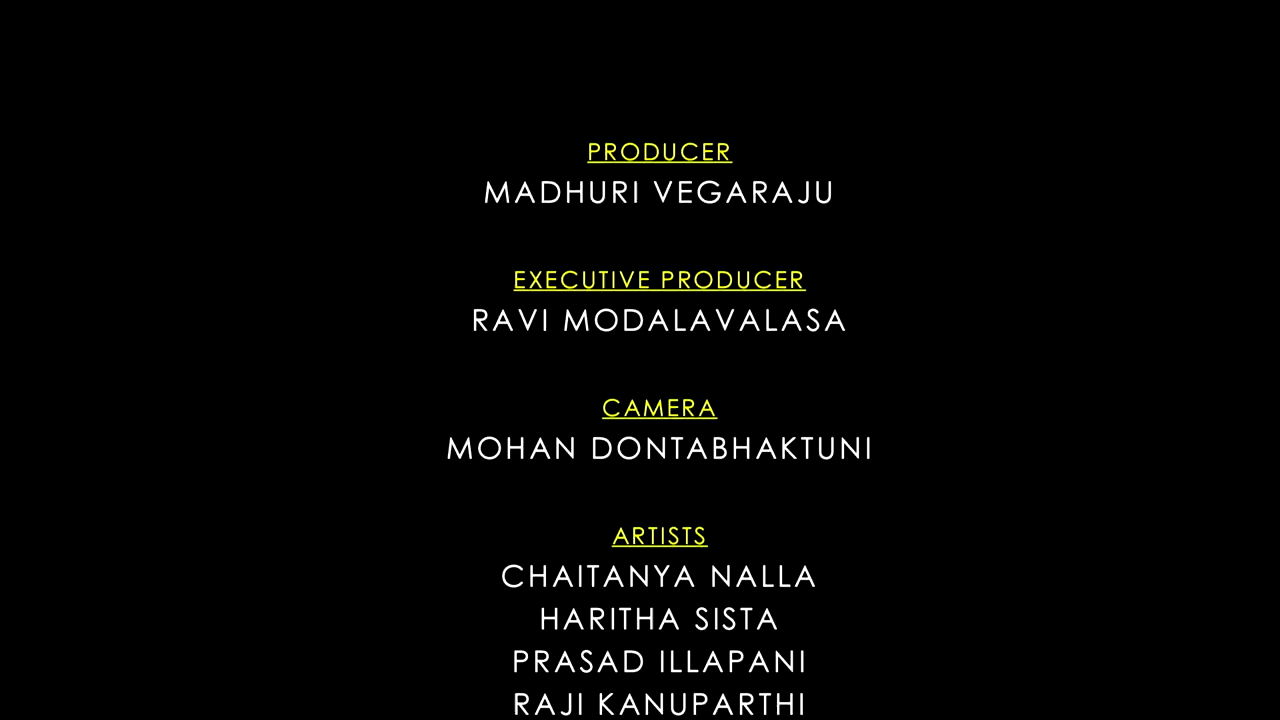 PRODUCER
MADHURI VEGARAJU
EXECUTIVE PRODUCER
RAVI MODALAVALASA
CAMERA
MOHAN DONTABHAKTUNI
ARTISTS
CHAITANYA NALLA
HARITHA SISTA
PRASAD ILLAPANI
RAJI KANUPARTHI